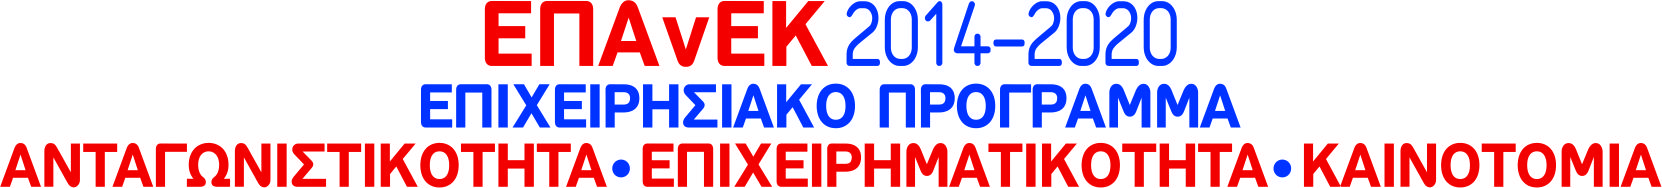 ΕΠΑνΕΚ 2014–2020
ΕΠΙΧΕΙΡΗΣΙΑΚΟ ΠΡΟΓΡΑΜΜΑ
ΑΝΤΑΓΩΝΙΣΤΙΚΟΤΗΤΑ•ΕΠΙΧΕΙΡΗΜΑΤΙΚΟΤΗΤΑ•ΚΑΙΝΟΤΟΜΙΑ